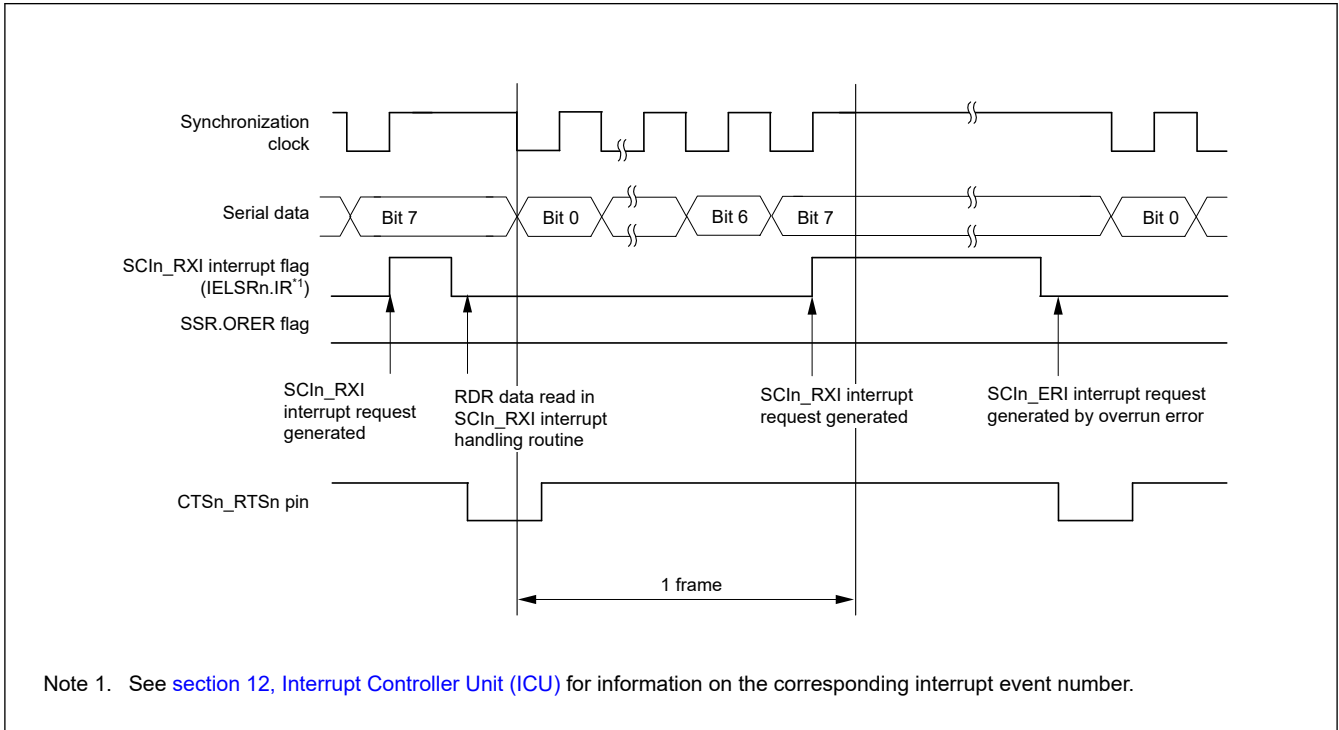 Synchronization
clock
Serial data
Bit 7
Bit 0
Bit 6
Bit 7
Bit 0
SCIn_RXI interrupt flag
(IELSRn.IR*1)
SSR.ORER flag
SCIn_RXI
interrupt request
generated
RDR data read in
SCIn_RXI interrupt
handling routine
SCIn_RXI interrupt
request generated
SCIn_ERI interrupt request
generated by overrun error
CTSn_RTSn pin
1 frame
Note 1. See section 12, Interrupt Controller Unit (ICU) for information on the corresponding interrupt event number.